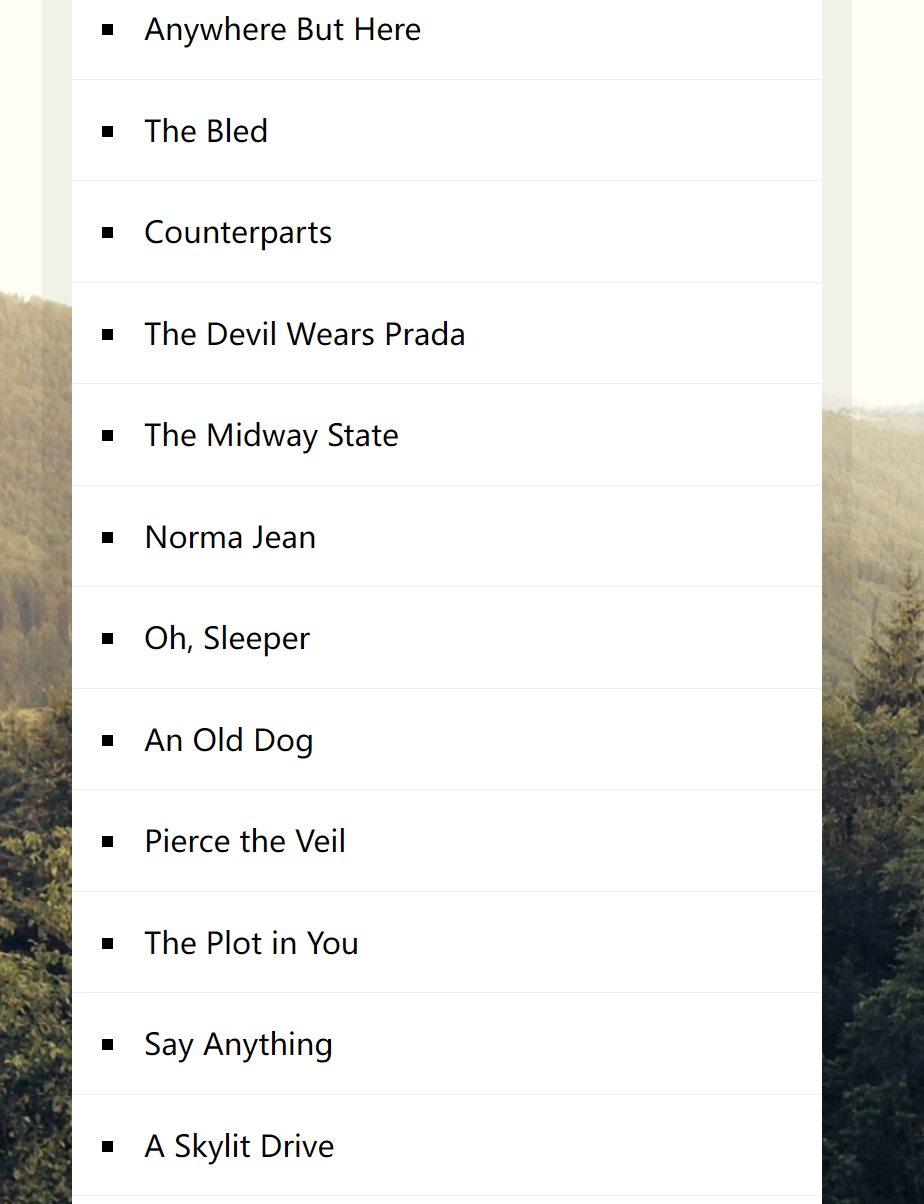 Anywhere But Here
The Bled
Counterparts
The Devil Wears Prada
The Midway State
Norma Jean
Oh, Sleeper
An Old Dog
Pierce the Veil
The Plot in You
Say Anything
A Skylit Drive